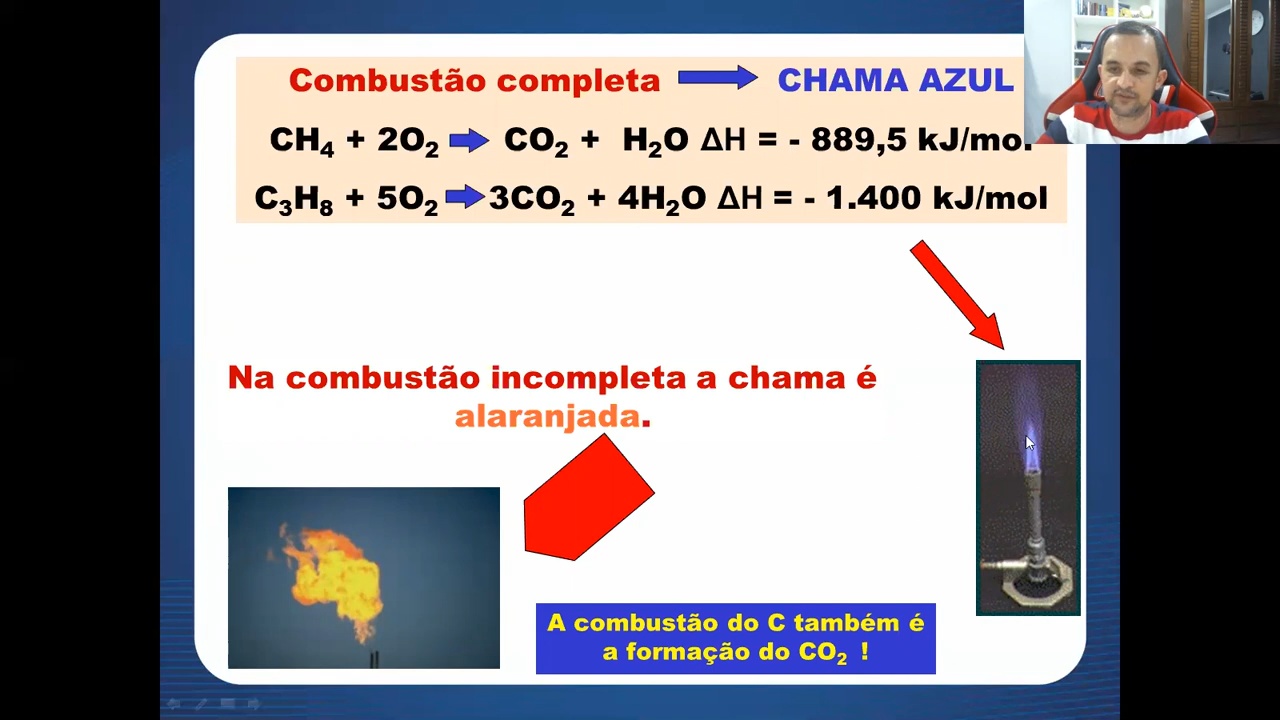 Combustão completa CHAMA AZUL
CH₄ + 2O₂ CO₂ + H₂O ΔH = - 889,5 kJ/mol
C₃H₈ + 5O₂ 3CO₂ + 4H₂O ΔH = - 1.400 kJ/mol
Na combustão incompleta a chama é
alaranjada.
A combustão do C também é
a formação do CO₂ !